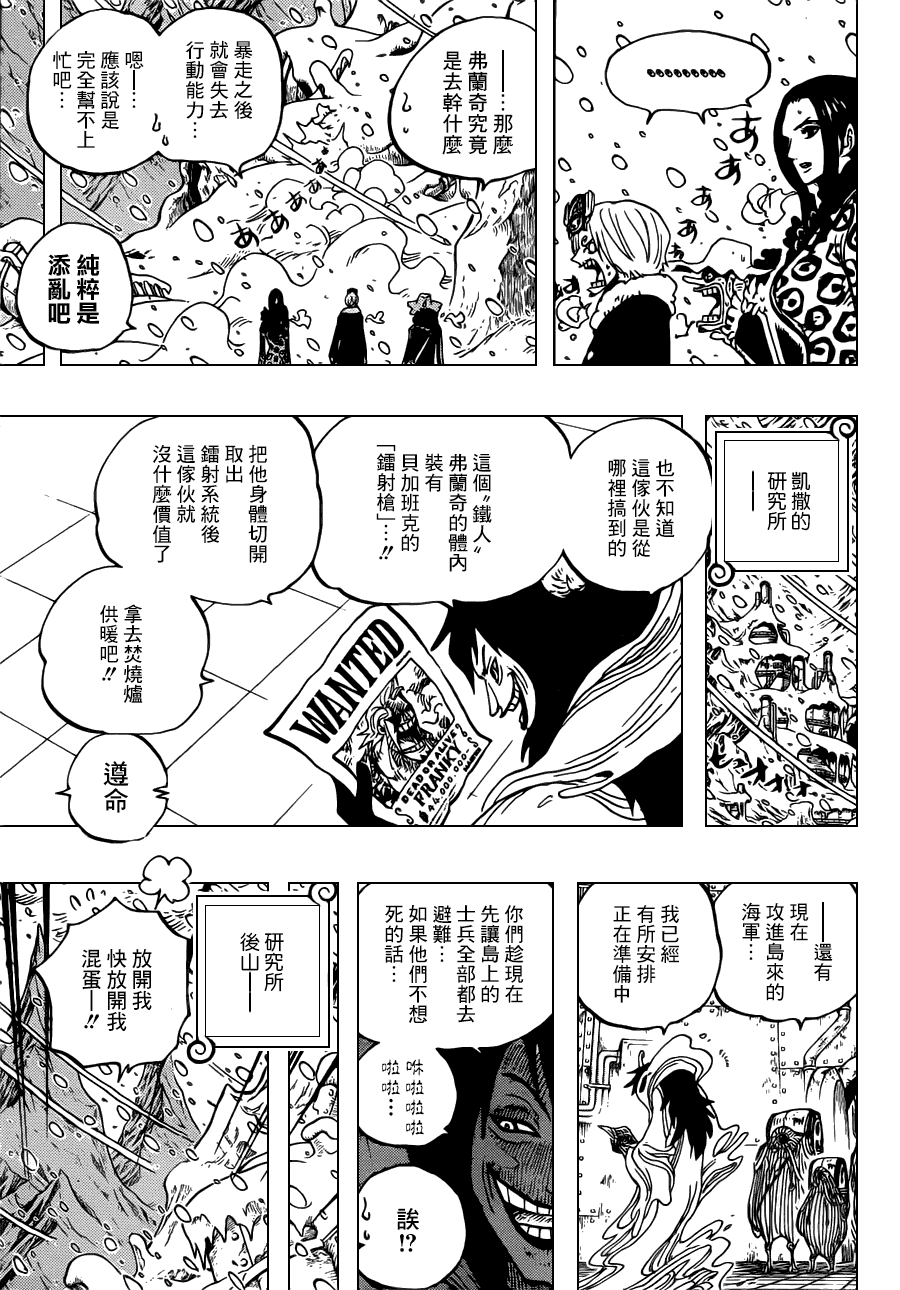 ………
あ
あ
あ
あ
あ
——…那麼
弗蘭奇究竟
是去幹什麼
暴走之後
就會失去
行動能力…
嗯——
應該說是
完全幫不上
忙吧…
純粹是
添亂吧
あああああ
凱撒的
研究所
——
也不知道
這傢伙是從
哪裡搞到的
這個〝鐵人〞
弗蘭奇的體內
裝有
貝加班克的
「鐳射槍」…!!
把他身體切開
取出
鐳射系統後
這傢伙就
沒什麼價值了
拿去焚燒爐
供暖吧!!
遵命
WANTED
DEAD OR ALIVE?
FRANKY
44,000,000-
——還有
現在
攻進島來的
海軍…
我已經
有所安排
正在準備中
你們趁現在
先讓島上的
士兵全部都去
避難…
如果他們不想
死的話…
咻啦啦啦
啦啦…
誒!?
研究所
後山——
放開我
快放開我
混蛋—!!